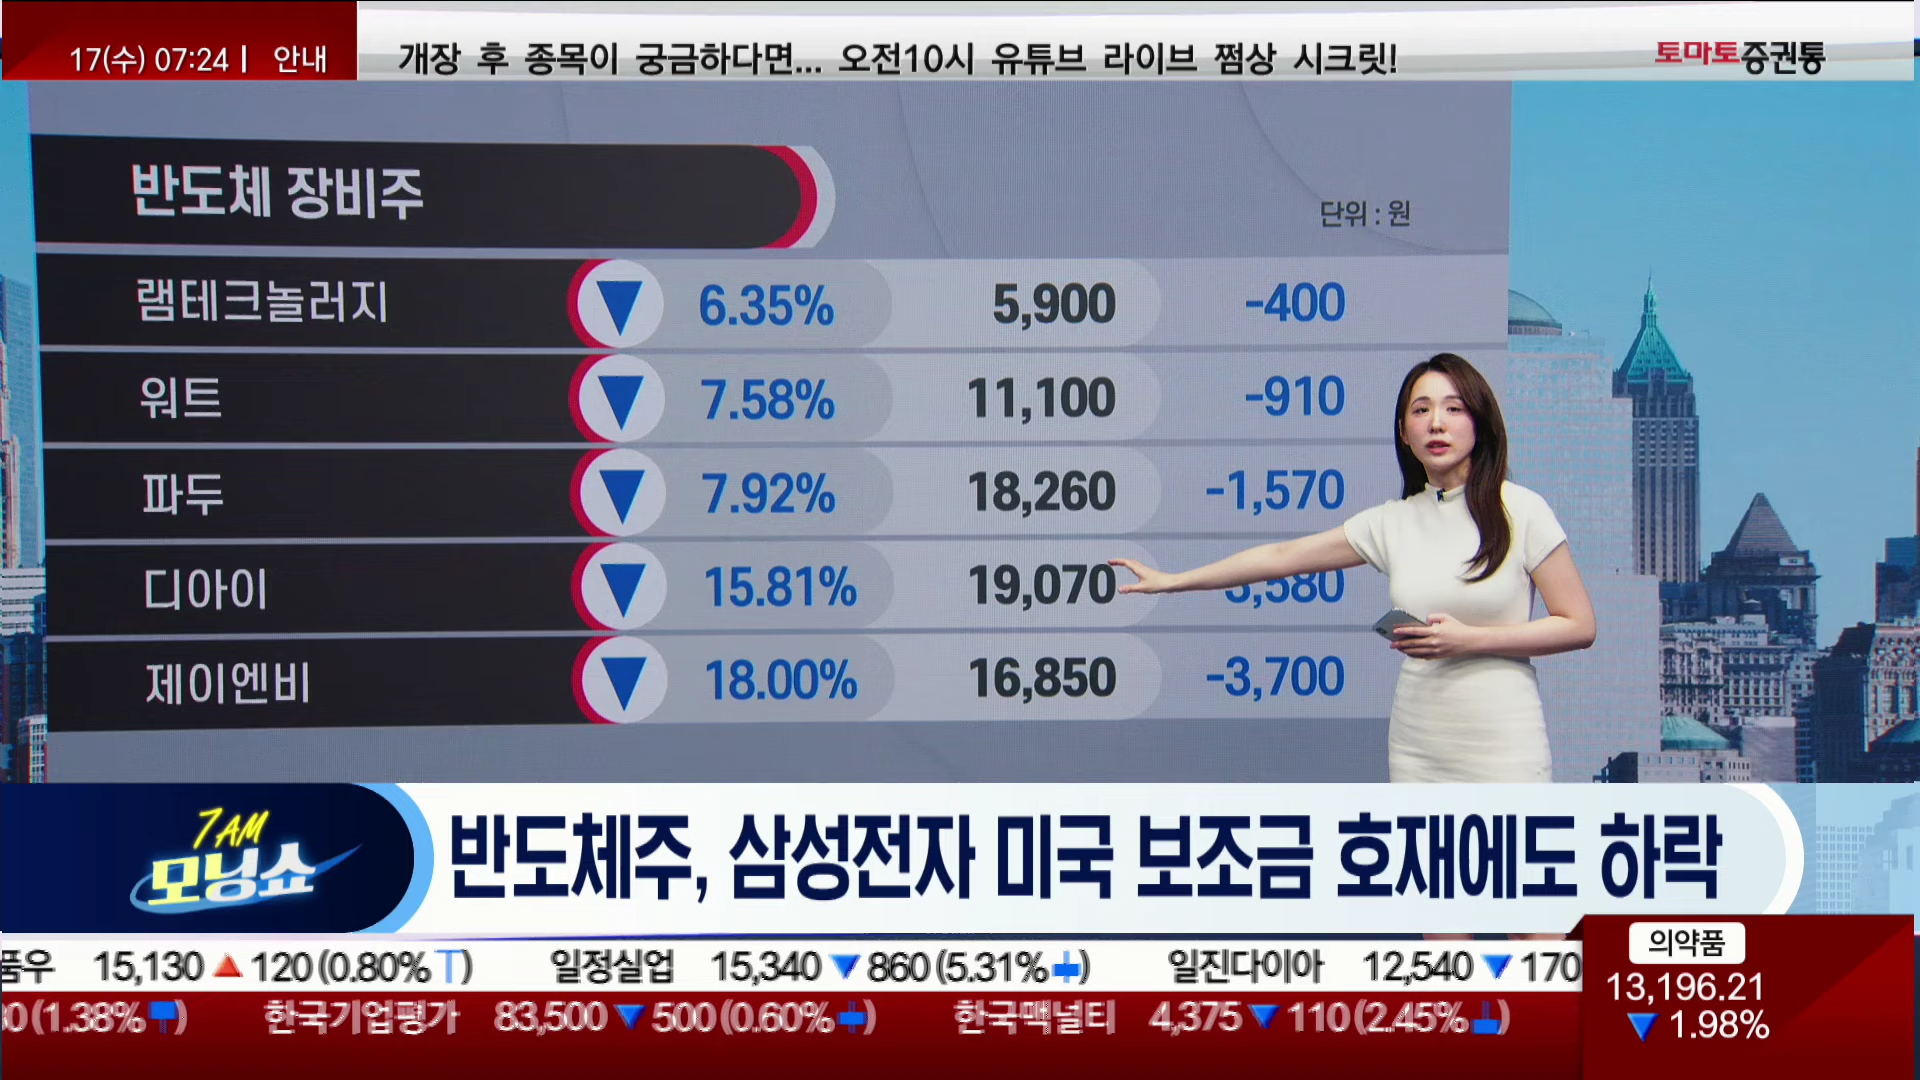 17(수) 07:24 | 안내
개장 후 종목이 궁금하다면... 오전10시 유튜브 라이브 쩜상 시크릿!
토마토증권통
반도체 장비주
단위 : 원
램테크놀러지 ▼ 6.35% 5,900 -400
워트 ▼ 7.58% 11,100 -910
파두 ▼ 7.92% 18,260 -1,570
디아이 ▼ 15.81% 19,070 3,580
제이엔비 ▼ 18.00% 16,850 -3,700
7AM
모닝쇼
반도체주, 삼성전자 미국 보조금 호재에도 하락
품우 15,130 ▲ 120 (0.80%) 일정실업 15,340 ▼ 860 (5.31%) 일진다이아 12,540 ▼ 170
0 (1.38%) 한국기업평가 83,500 ▼ 500 (0.60%) 한국팩널티 4,375 ▼ 110 (2.45%)
의약품
13,196.21
▼ 1.98%